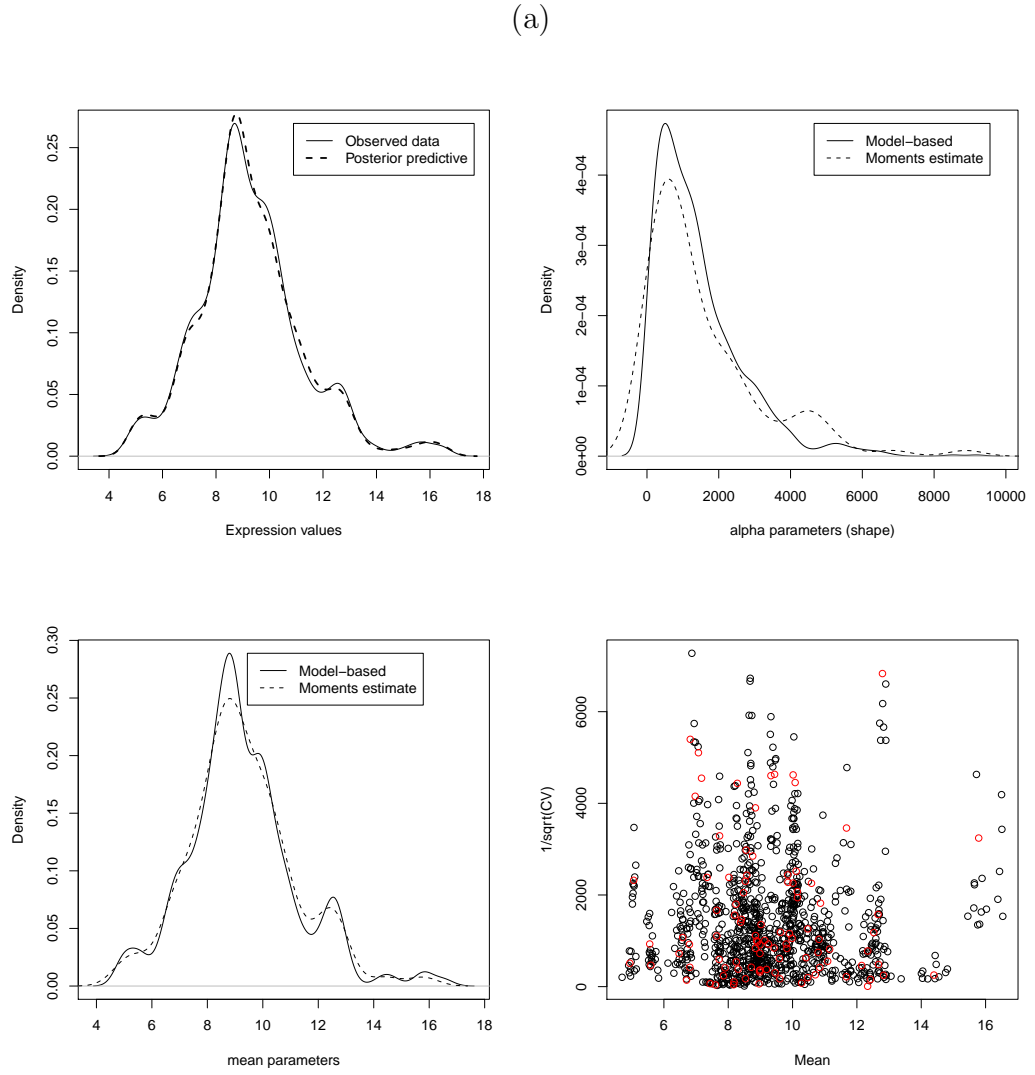 (a)
Observed data
Posterior predictive
Density
0.00 0.05 0.10 0.15 0.20 0.25
4 6 8 10 12 14 16 18
Expression values
Model−based
Moments estimate
Density
0e+00 1e−04 2e−04 3e−04 4e−04
0 2000 4000 6000 8000 10000
alpha parameters (shape)
Model−based
Moments estimate
Density
0.00 0.05 0.10 0.15 0.20 0.25 0.30
4 6 8 10 12 14 16 18
mean parameters
1/sqrt(CV)
0 2000 4000 6000
6 8 10 12 14 16
Mean